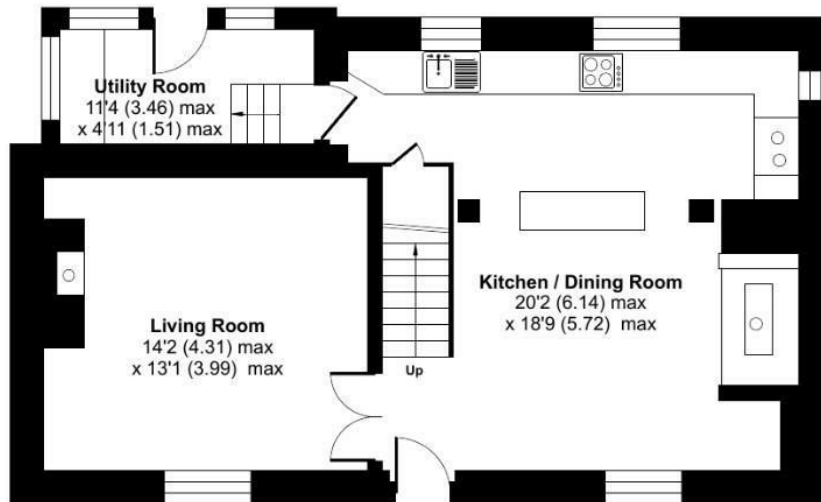 Utility Room
11'4 (3.46) max
x 4'11 (1.51) max
Kitchen / Dining Room
20'2 (6.14) max
x 18'9 (5.72) max
Living Room
14'2 (4.31) max
x 13'1 (3.99) max
Up